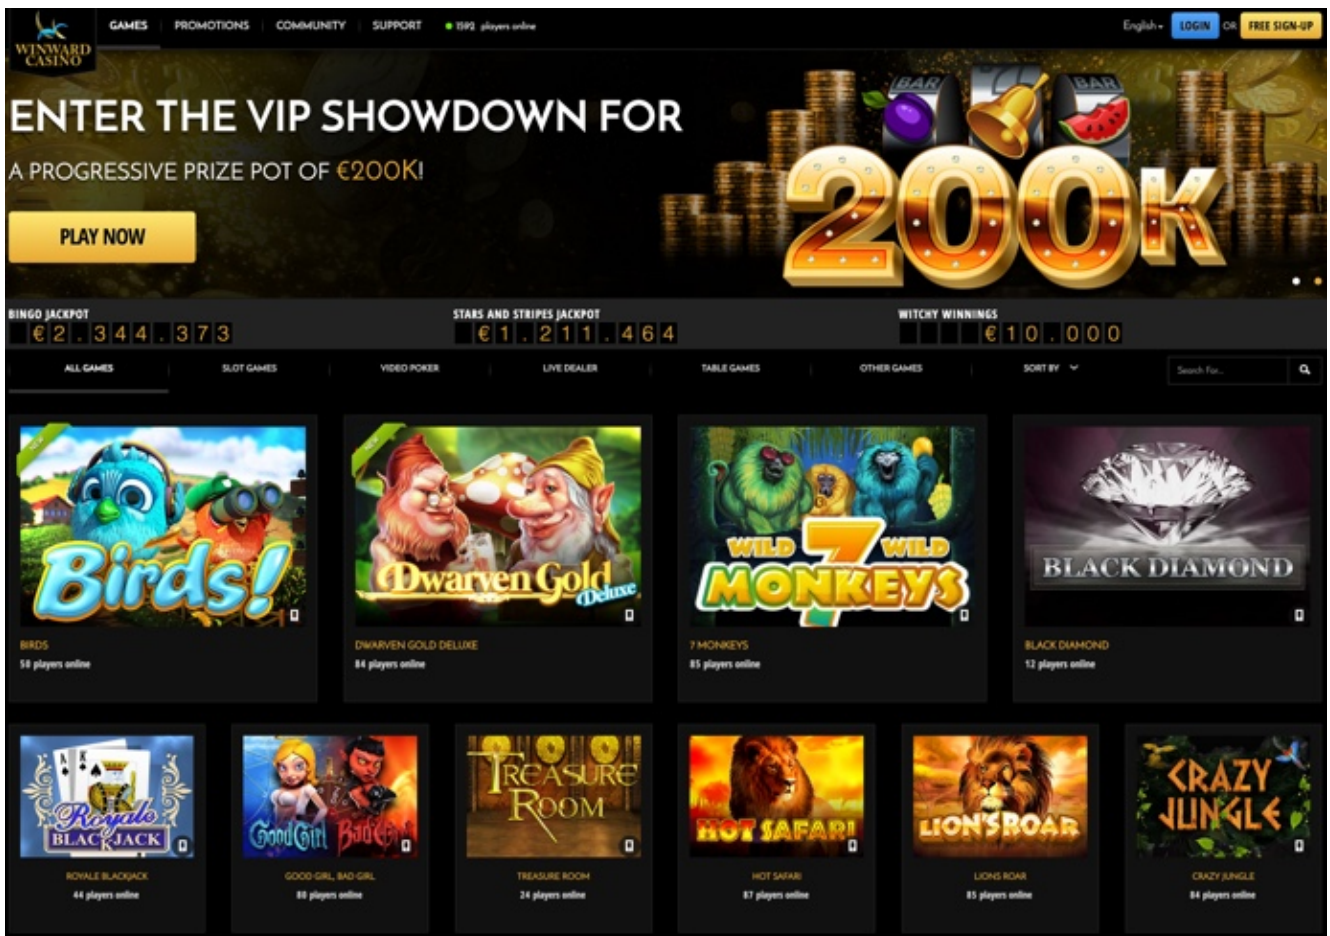 WINWARD
CASINO
GAMES PROMOTIONS COMMUNITY SUPPORT 1592 players online English LOGIN OR FREE SIGN-UP
ENTER THE VIP SHOWDOWN FOR
A PROGRESSIVE PRIZE POT OF €200K!
PLAY NOW
BAR 7 BAR
200K
BINGO JACKPOT STARS AND STRIPES JACKPOT WITCHY WINNINGS
€2.344.373 €1.211.464 €10.000
ALL GAMES SLOT GAMES VIDEO POKER LIVE DEALER TABLE GAMES OTHER GAMES SORT BY Search For...
NEW NEW
Birds!
Dwarven Gold
Deluxe
WILD 7 WILD
MONKEYS
BLACK DIAMOND
BIRDS DWARVEN GOLD DELUXE 7 MONKEYS BLACK DIAMOND
58 players online 84 players online 85 players online 12 players online
A K
Royale
BLACKJACK
Good Girl Bad Girl
TREASURE
ROOM
HOT SAFARI
LION'S ROAR
CRAZY
JUNGLE
ROYALE BLACKJACK GOOD GIRL, BAD GIRL TREASURE ROOM HOT SAFARI LIONS ROAR CRAZY JUNGLE
44 players online 80 players online 24 players online 87 players online 85 players online 84 players online